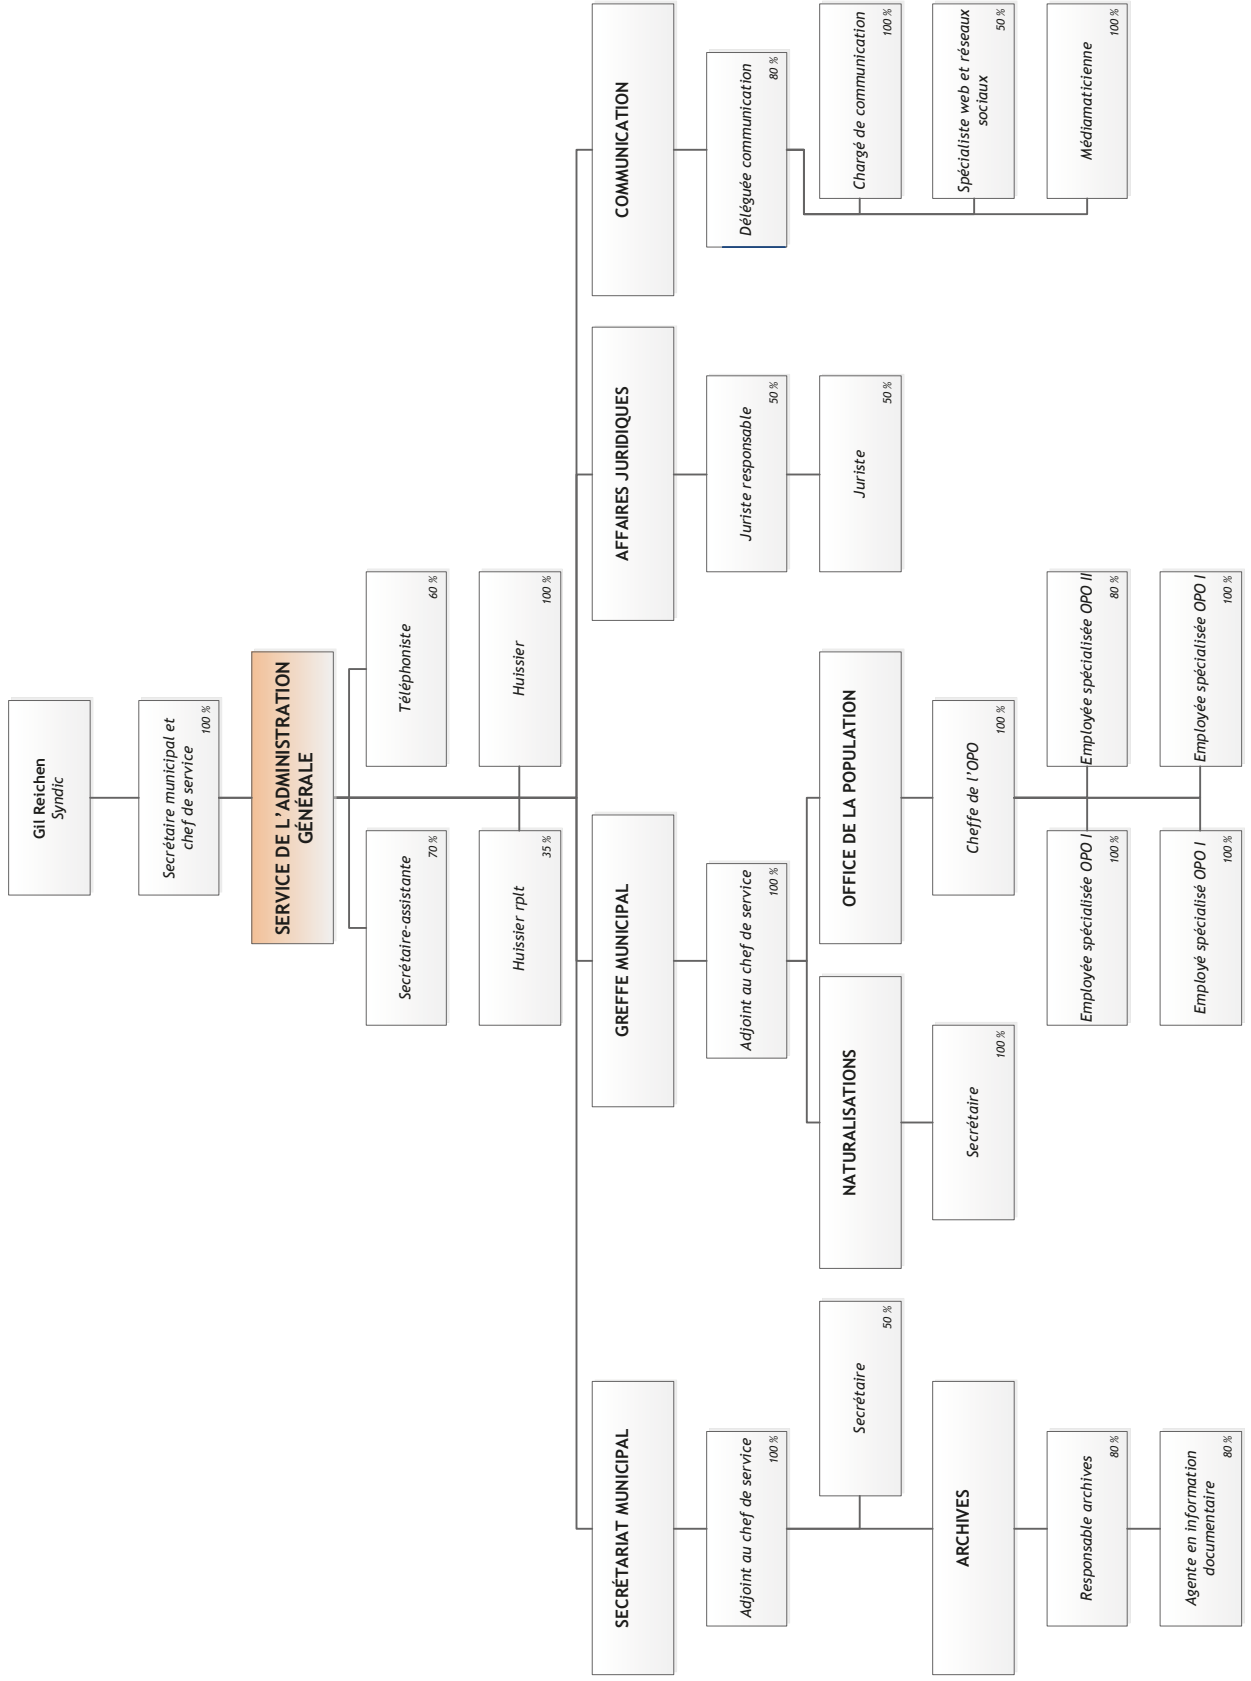 Gil Reichen
Syndic
Secrétaire municipal et
chef de service
100 %
SERVICE DE L'ADMINISTRATION
GÉNÉRALE
Secrétaire-assistante
70 %
Téléphoniste
60 %
Huissier rplt
35 %
Huissier
100 %
SECRÉTARIAT MUNICIPAL
Adjoint au chef de service
100 %
Secrétaire
50 %
ARCHIVES
Responsable archives
80 %
Agente en information
documentaire
80 %
GREFFE MUNICIPAL
Adjoint au chef de service
100 %
NATURALISATIONS
Secrétaire
100 %
OFFICE DE LA POPULATION
Cheffe de l'OPO
100 %
Employée spécialisée OPO I
100 %
Employée spécialisée OPO II
80 %
Employé spécialisé OPO I
100 %
Employée spécialisée OPO I
100 %
AFFAIRES JURIDIQUES
Juriste responsable
50 %
Juriste
50 %
COMMUNICATION
Déléguée communication
80 %
Chargé de communication
100 %
Spécialiste web et réseaux
sociaux
50 %
Médiamaticienne
100 %